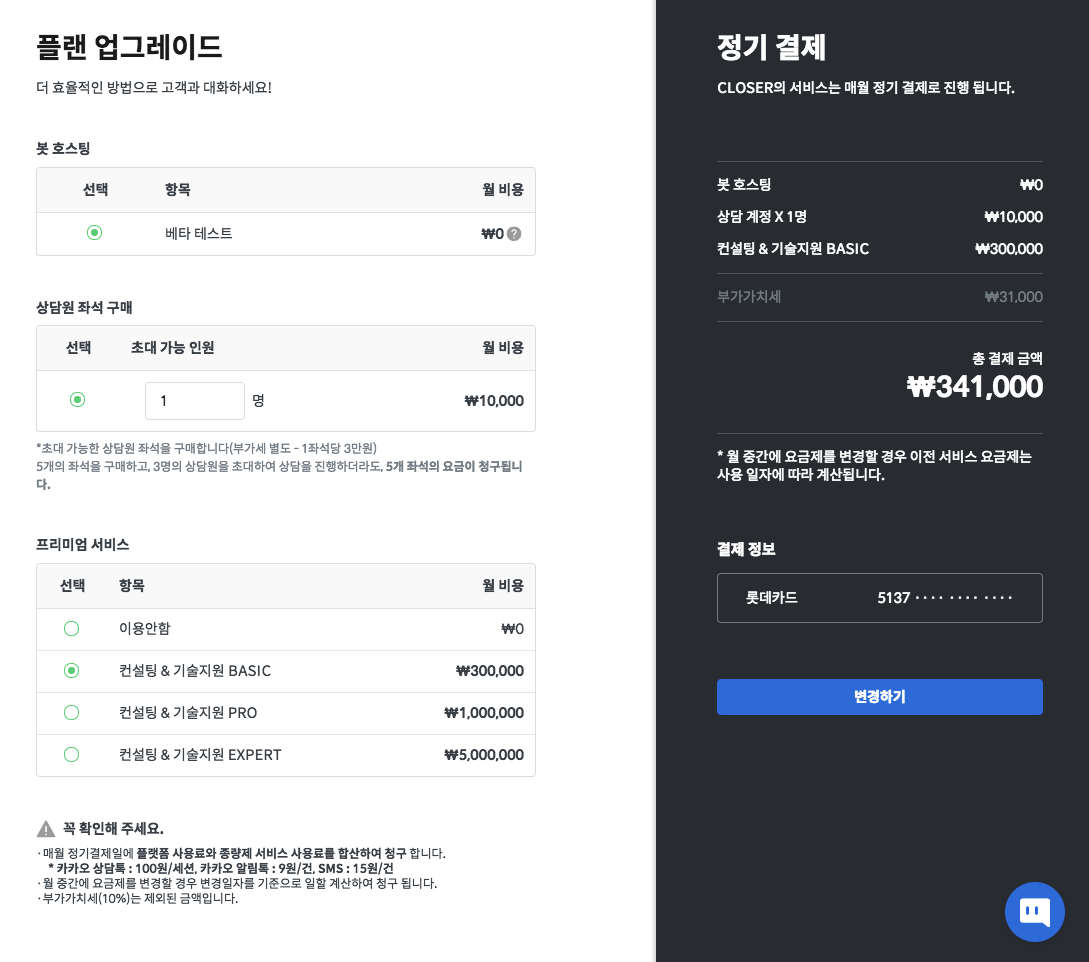 플랜 업그레이드
더 효율적인 방법으로 고객과 대화하세요!
봇 호스팅
선택 항목 월 비용
베타 테스트 ₩0 ?
상담원 좌석 구매
선택 초대 가능 인원 월 비용
1 명 ₩10,000
*초대 가능한 상담원 좌석을 구매합니다(부가세 별도 - 1좌석당 3만원)
5개의 좌석을 구매하고, 3명의 상담원을 초대하여 상담을 진행하더라도, 5개 좌석의 요금이 청구됩니
다.
프리미엄 서비스
선택 항목 월 비용
이용안함 ₩0
컨설팅 & 기술지원 BASIC ₩300,000
컨설팅 & 기술지원 PRO ₩1,000,000
컨설팅 & 기술지원 EXPERT ₩5,000,000
꼭 확인해 주세요.
·매월 정기결제일에 플랫폼 사용료와 종량제 서비스 사용료를 합산하여 청구 합니다.
* 카카오 상담톡 : 100원/세션, 카카오 알림톡 : 9원/건, SMS : 15원/건
·월 중간에 요금제를 변경할 경우 변경일자를 기준으로 일할 계산하여 청구 됩니다.
·부가가치세(10%)는 제외된 금액입니다.
정기 결제
CLOSER의 서비스는 매월 정기 결제로 진행 됩니다.
봇 호스팅 ₩0
상담 계정 X 1명 ₩10,000
컨설팅 & 기술지원 BASIC ₩300,000
부가가치세 ₩31,000
총 결제 금액
₩341,000
* 월 중간에 요금제를 변경할 경우 이전 서비스 요금제는
사용 일자에 따라 계산됩니다.
결제 정보
롯데카드 5137 ···· ···· ····
변경하기